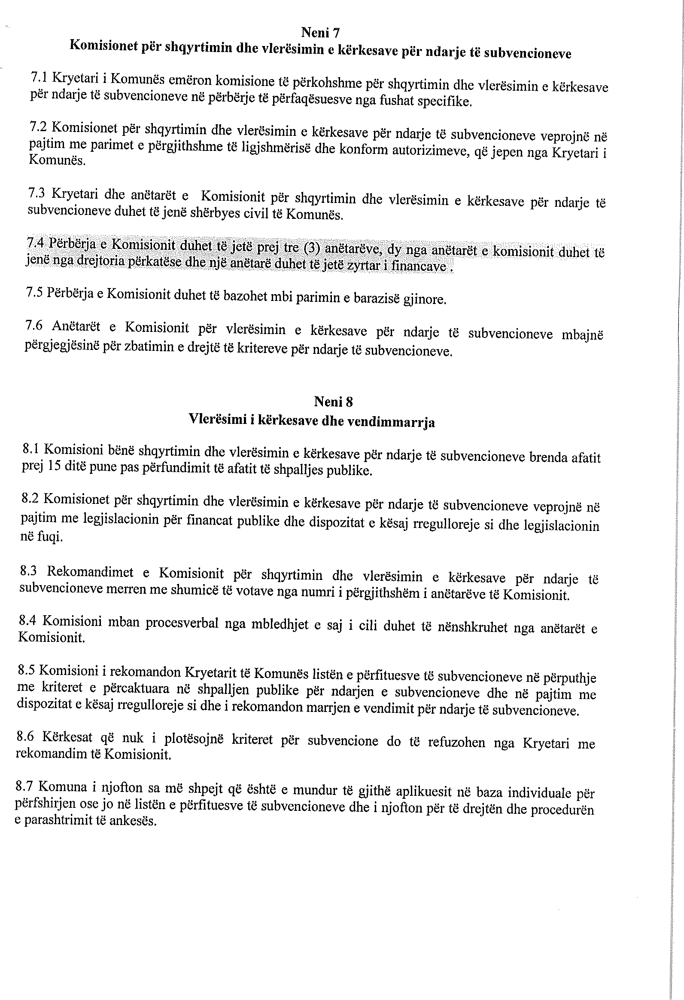 Neni 7
Komisionet për shqyrtimin dhe vlerësimin e kërkesave për ndarje të subvencioneve
7.1 Kryetari i Komunës emëron komisione të përkohshme për shqyrtimin dhe vlerësimin e kërkesave
për ndarje të subvencioneve në përbërje të përfaqësuesve nga fushat specifike.
7.2 Komisionet për shqyrtimin dhe vlerësimin e kërkesave për ndarje të subvencioneve veprojnë në
pajtim me parimet e përgjithshme të ligjshmërisë dhe konform autorizimeve, që jepen nga Kryetari i
Komunës.
7.3 Kryetari dhe anëtarët e Komisionit për shqyrtimin dhe vlerësimin e kërkesave për ndarje të
subvencioneve duhet të jenë shërbyes civil të Komunës.
7.4 Përbërja e Komisionit duhet të jetë prej tre (3) anëtarëve, dy nga anëtarët e komisionit duhet të
jenë nga drejtoria përkatëse dhe një anëtarë duhet të jetë zyrtar i financave .
7.5 Përbërja e Komisionit duhet të bazohet mbi parimin e barazisë gjinore.
7.6 Anëtarët e Komisionit për vlerësimin e kërkesave për ndarje të subvencioneve mbajnë
përgjegjësinë për zbatimin e drejtë të kritereve për ndarje të subvencioneve.
Neni 8
Vlerësimi i kërkesave dhe vendimmarrja
8.1 Komisioni bënë shqyrtimin dhe vlerësimin e kërkesave për ndarje të subvencioneve brenda afatit
prej 15 ditë pune pas përfundimit të afatit të shpalljes publike.
8.2 Komisionet për shqyrtimin dhe vlerësimin e kërkesave për ndarje të subvencioneve veprojnë në
pajtim me legjislacionin për financat publike dhe dispozitat e kësaj rregulloreje si dhe legjislacionin
në fuqi.
8.3 Rekomandimet e Komisionit për shqyrtimin dhe vlerësimin e kërkesave për ndarje të
subvencioneve merren me shumicë të votave nga numri i përgjithshëm i anëtarëve të Komisionit.
8.4 Komisioni mban procesverbal nga mbledhjet e saj i cili duhet të nënshkruhet nga anëtarët e
Komisionit.
8.5 Komisioni i rekomandon Kryetarit të Komunës listën e përfituesve të subvencioneve në përputhje
me kriteret e përcaktuara në shpalljen publike për ndarjen e subvencioneve dhe në pajtim me
dispozitat e kësaj rregulloreje si dhe i rekomandon marrjen e vendimit për ndarje të subvencioneve.
8.6 Kërkesat që nuk i plotësojnë kriteret për subvencione do të refuzohen nga Kryetari me
rekomandim të Komisionit.
8.7 Komuna i njofton sa më shpejt që është e mundur të gjithë aplikuesit në baza individuale për
përfshirjen ose jo në listën e përfituesve të subvencioneve dhe i njofton për të drejtën dhe procedurën
e parashtrimit të ankesës.